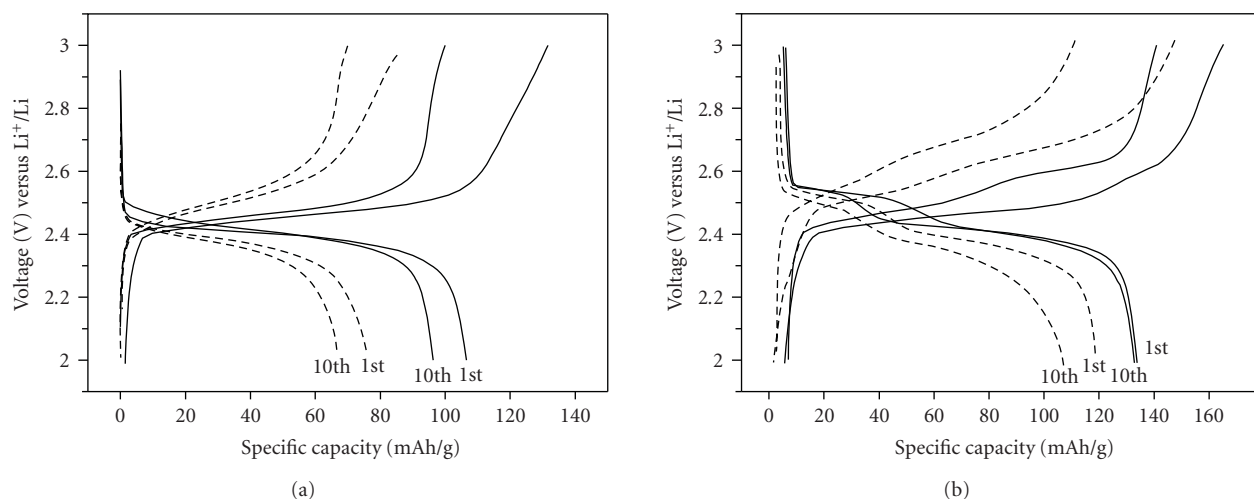 3
2.8
2.6
2.4
2.2
2
Voltage (V) versus Li⁺/Li
10th
1st
10th
1st
0
20
40
60
80
100
120
140
Specific capacity (mAh/g)
(a)
3
2.8
2.6
2.4
2.2
2
Voltage (V) versus Li⁺/Li
10th
1st
10th
1st
0
20
40
60
80
100
120
140
160
Specific capacity (mAh/g)
(b)